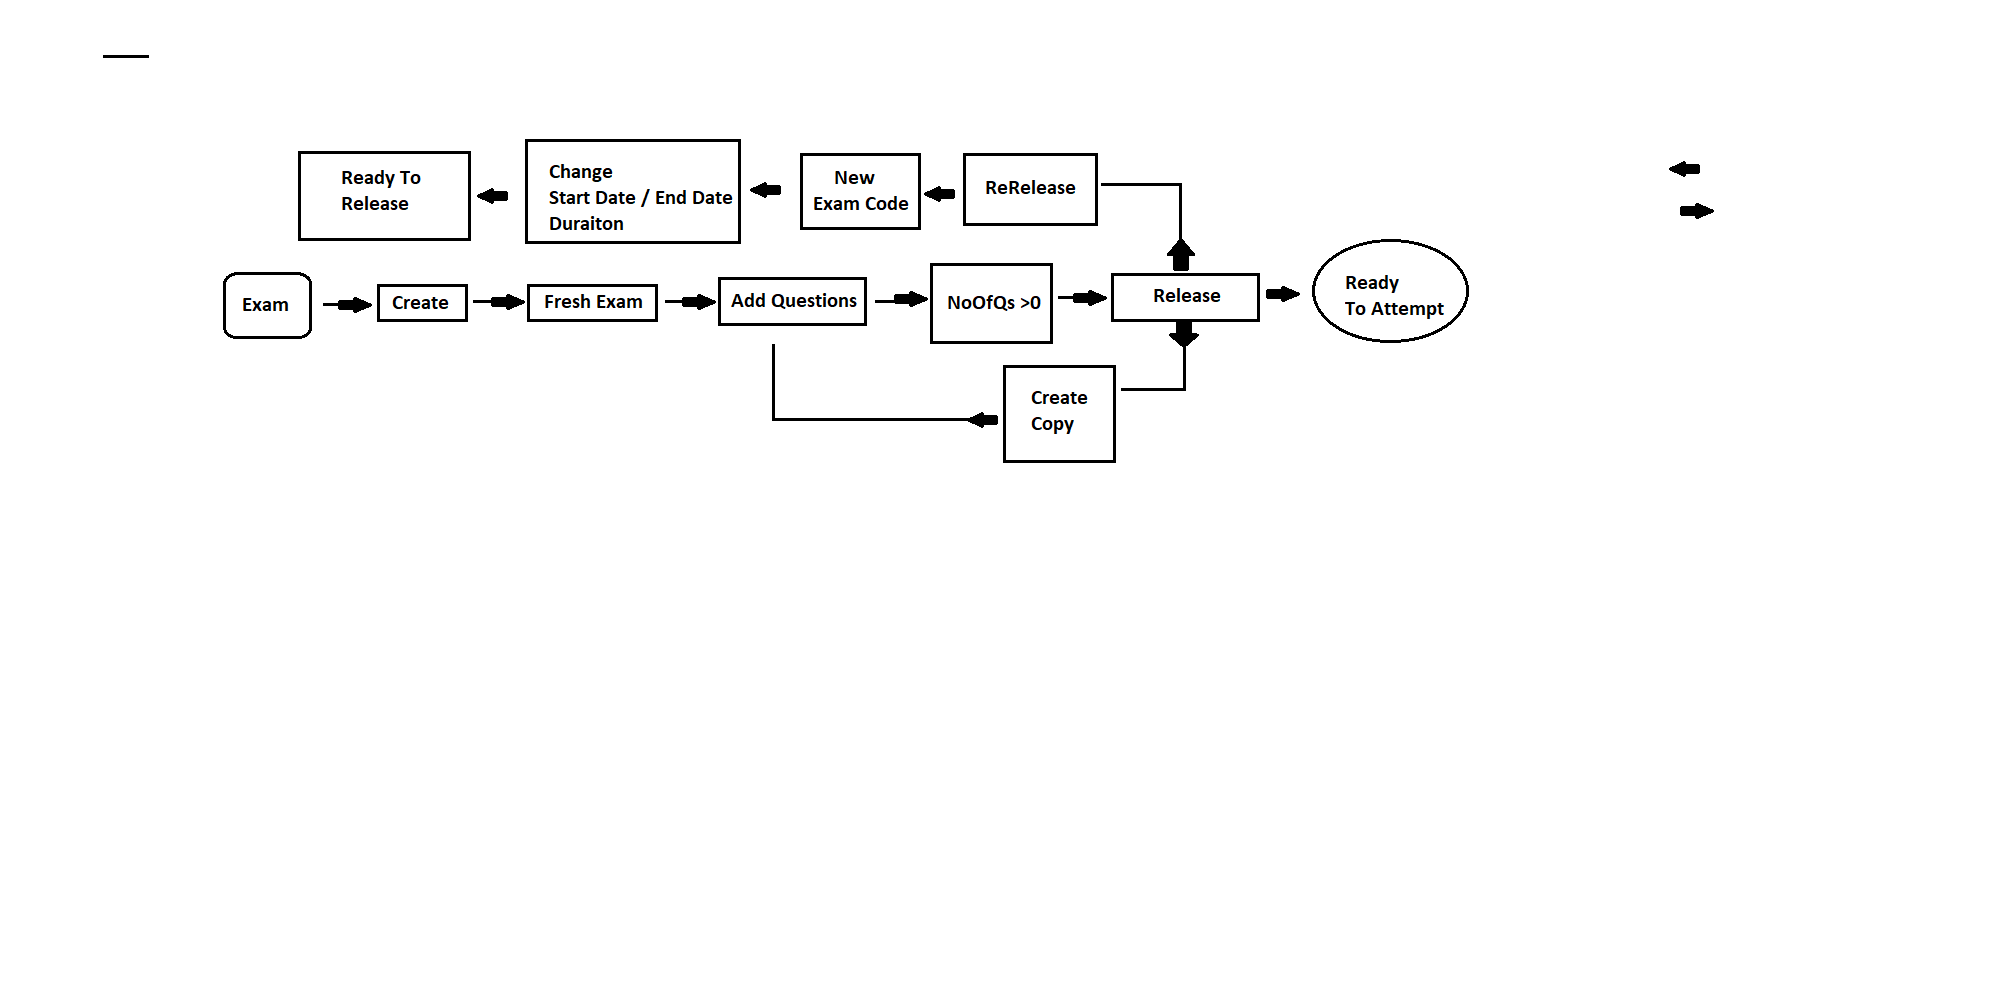 Ready To
Release
Change
Start Date / End Date
Duraiton
New
Exam Code
ReRelease
Exam
Create
Fresh Exam
Add Questions
NoOfQs >0
Release
Ready
To Attempt
Create
Copy